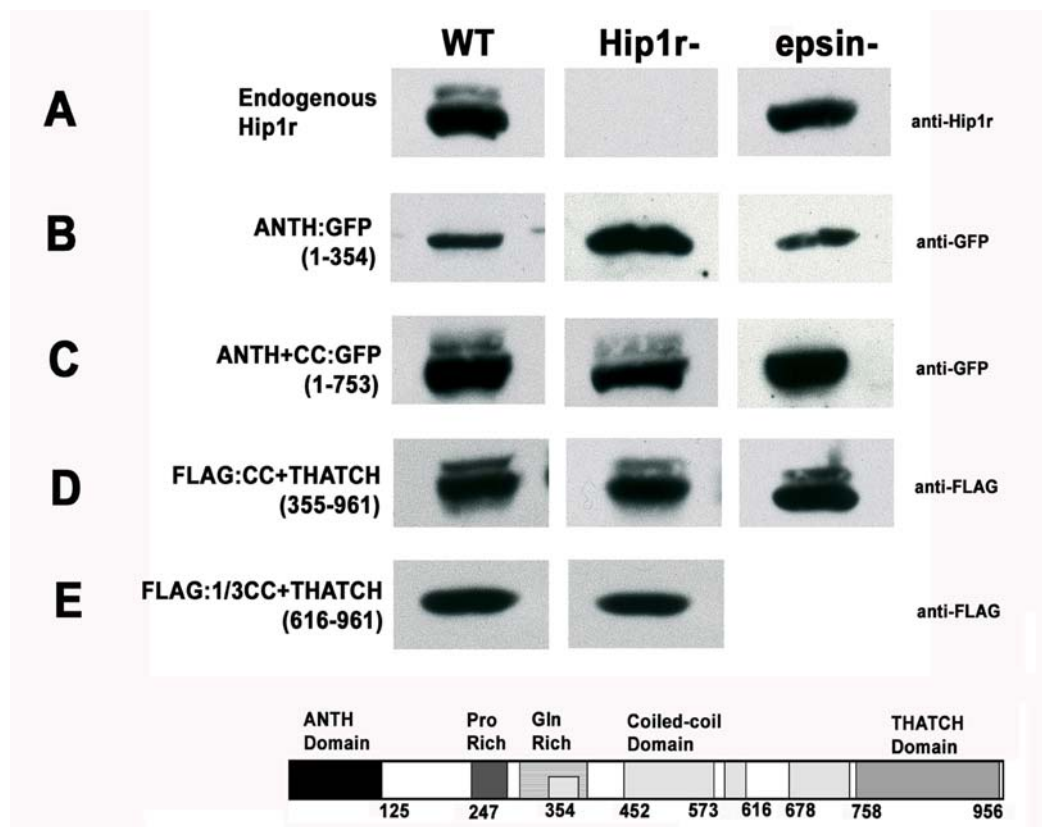 WT Hip1r- epsin-
A Endogenous Hip1r anti-Hip1r
B ANTH:GFP (1-354) anti-GFP
C ANTH+CC:GFP (1-753) anti-GFP
D FLAG:CC+THATCH (355-961) anti-FLAG
E FLAG:1/3CC+THATCH (616-961) anti-FLAG
ANTH Domain Pro Rich Gln Rich Coiled-coil Domain THATCH Domain
125 247 354 452 573 616 678 758 956